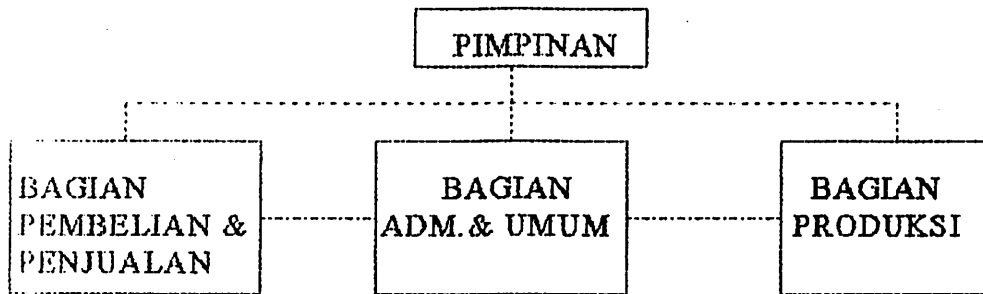 PIMPINAN
BAGIAN
PEMBELIAN &
PENJUALAN
BAGIAN
ADM. & UMUM
BAGIAN
PRODUKSI